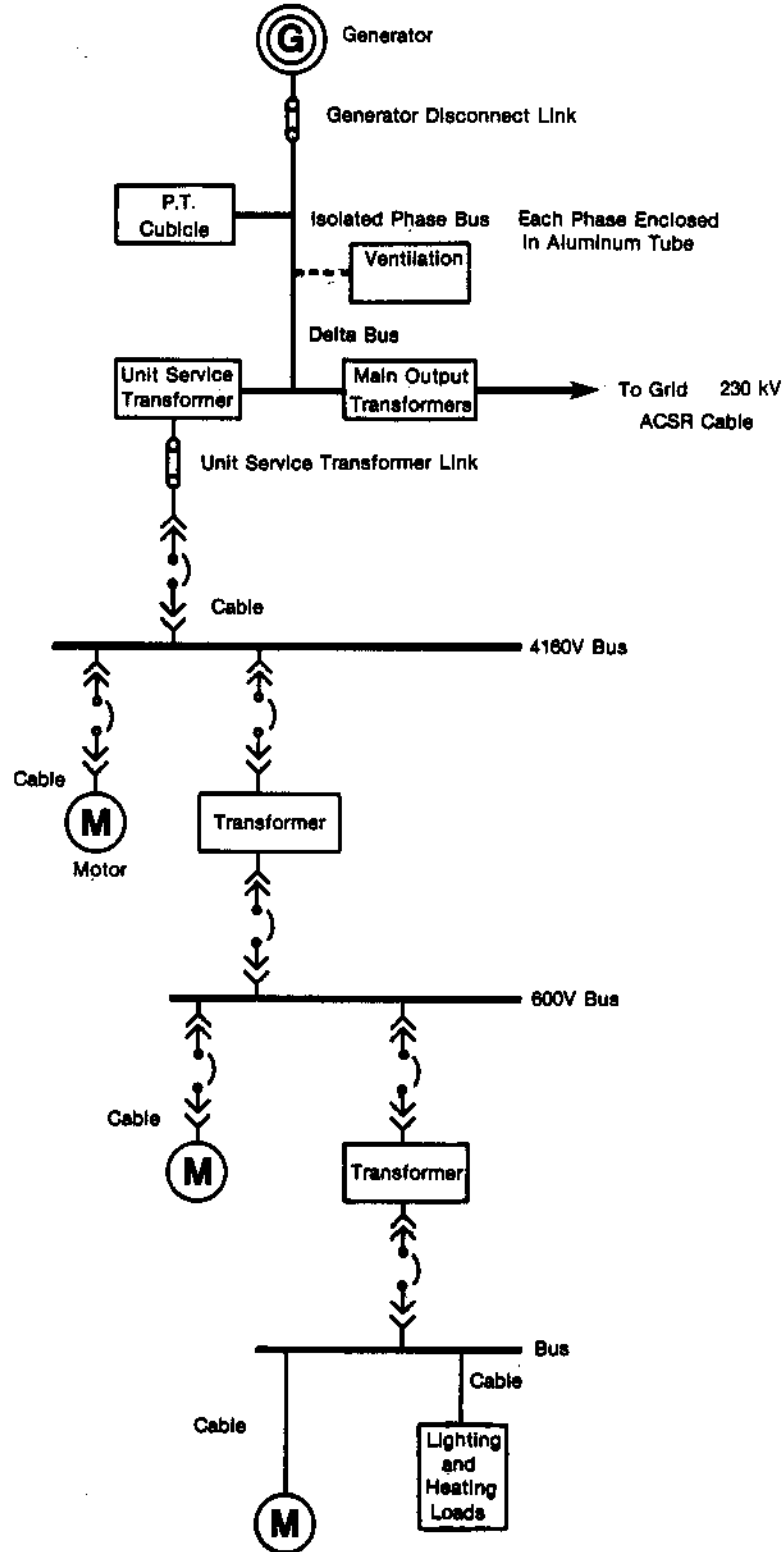 G
Generator
Generator Disconnect Link
P.T.
Cubicle
Isolated Phase Bus
Each Phase Enclosed
In Aluminum Tube
Ventilation
Delta Bus
Unit Service
Transformer
Main Output
Transformers
To Grid 230 kV
ACSR Cable
Unit Service Transformer Link
Cable
4160V Bus
Cable
M
Motor
Transformer
600V Bus
Cable
M
Transformer
Bus
Cable
Cable
Lighting
and
Heating
Loads
M